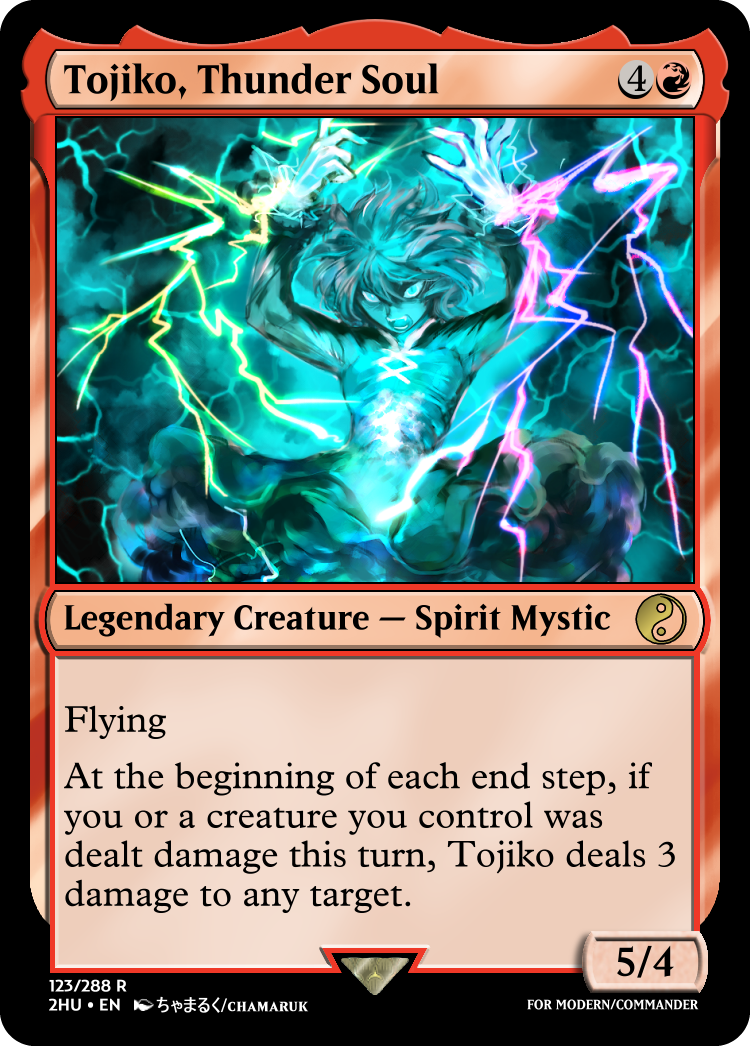 Tojiko, Thunder Soul 4
Legendary Creature — Spirit Mystic
Flying
At the beginning of each end step, if
you or a creature you control was
dealt damage this turn, Tojiko deals 3
damage to any target.
5/4
123/288 R
2HU • EN ちゃまるく/CHAMARUK
FOR MODERN/COMMANDER